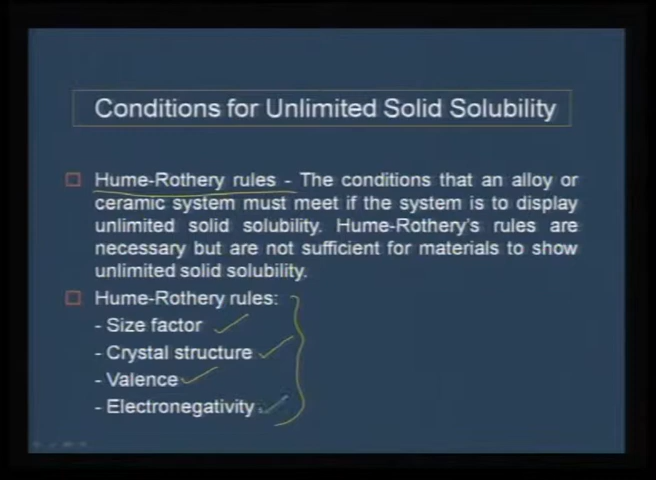 Conditions for Unlimited Solid Solubility
Hume-Rothery rules - The conditions that an alloy or
ceramic system must meet if the system is to display
unlimited solid solubility. Hume-Rothery's rules are
necessary but are not sufficient for materials to show
unlimited solid solubility.
Hume-Rothery rules:
- Size factor
- Crystal structure
- Valence
- Electronegativity